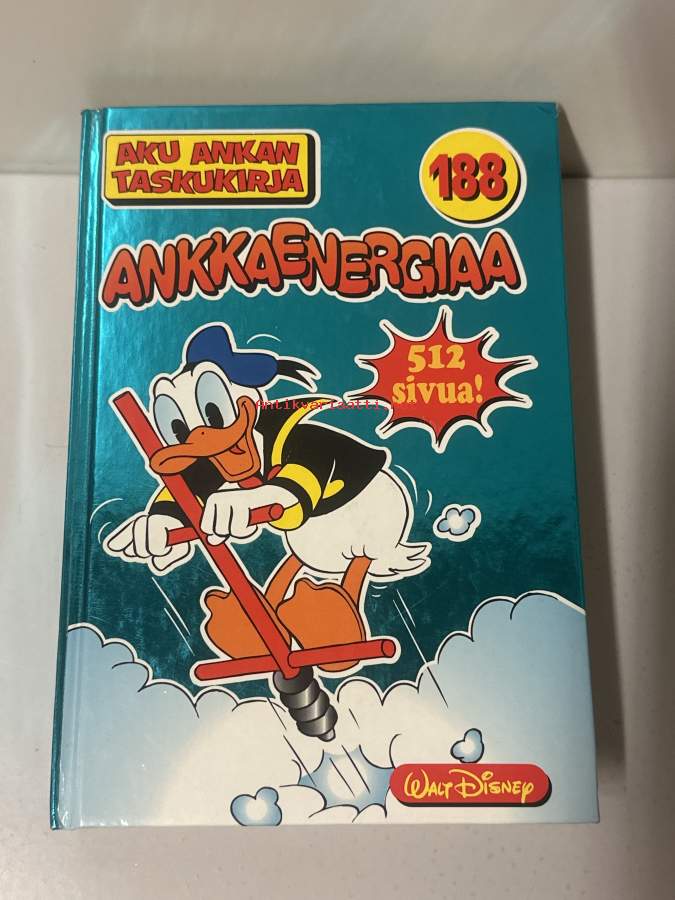 AKU ANKAN
TASKUKIRJA
188
ANKKAENERGIAA
512
sivua!
WALT DISNEY